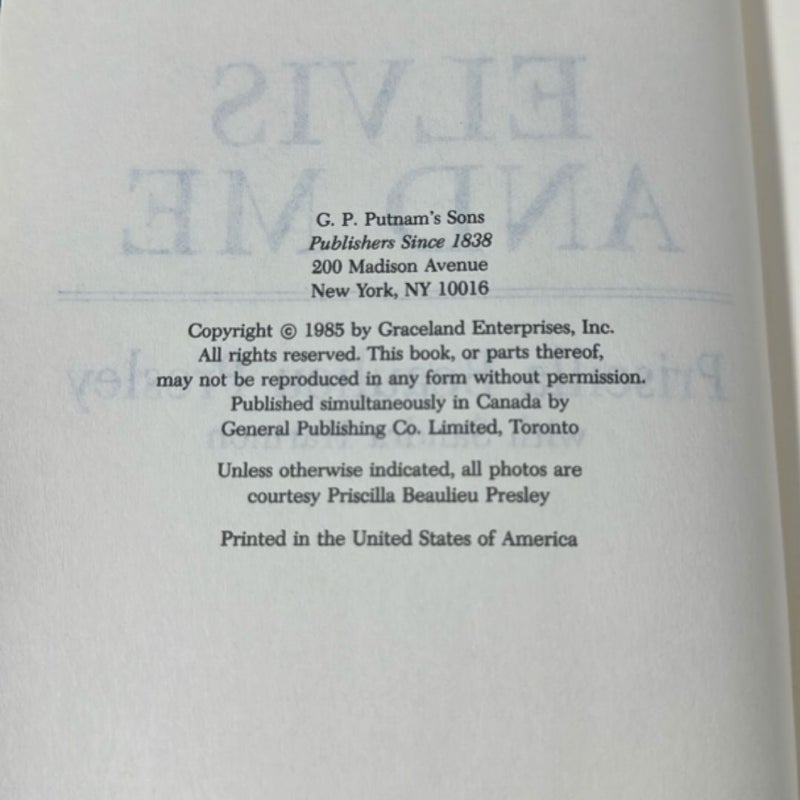 G. P. Putnam's Sons
Publishers Since 1838
200 Madison Avenue
New York, NY 10016
Copyright © 1985 by Graceland Enterprises, Inc.
All rights reserved. This book, or parts thereof,
may not be reproduced in any form without permission.
Published simultaneously in Canada by
General Publishing Co. Limited, Toronto
Unless otherwise indicated, all photos are
courtesy Priscilla Beaulieu Presley
Printed in the United States of America
ELVIS
AND ME